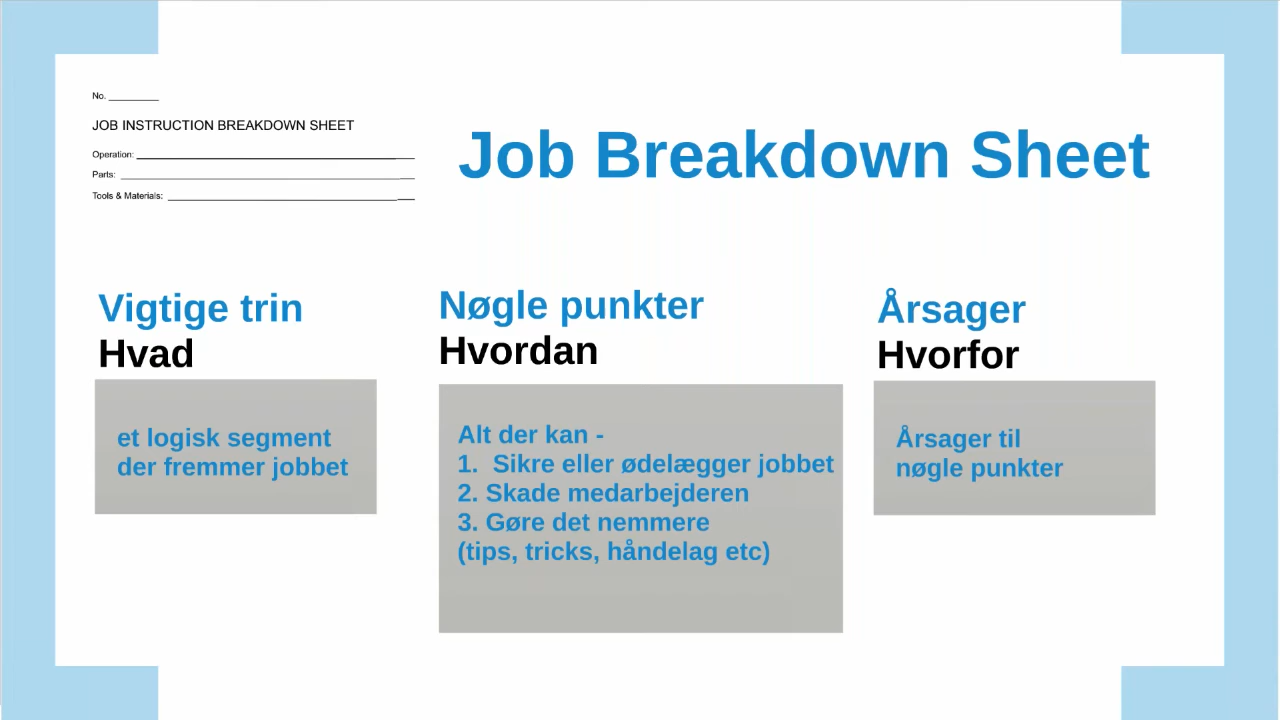 No. __________
JOB INSTRUCTION BREAKDOWN SHEET
Operation:
Parts:
Tools & Materials:
Job Breakdown Sheet
Vigtige trin
Hvad
et logisk segment
der fremmer jobbet
Nøgle punkter
Hvordan
Alt der kan -
1. Sikre eller ødelægger jobbet
2. Skade medarbejderen
3. Gøre det nemmere
(tips, tricks, håndelag etc)
Årsager
Hvorfor
Årsager til
nøgle punkter